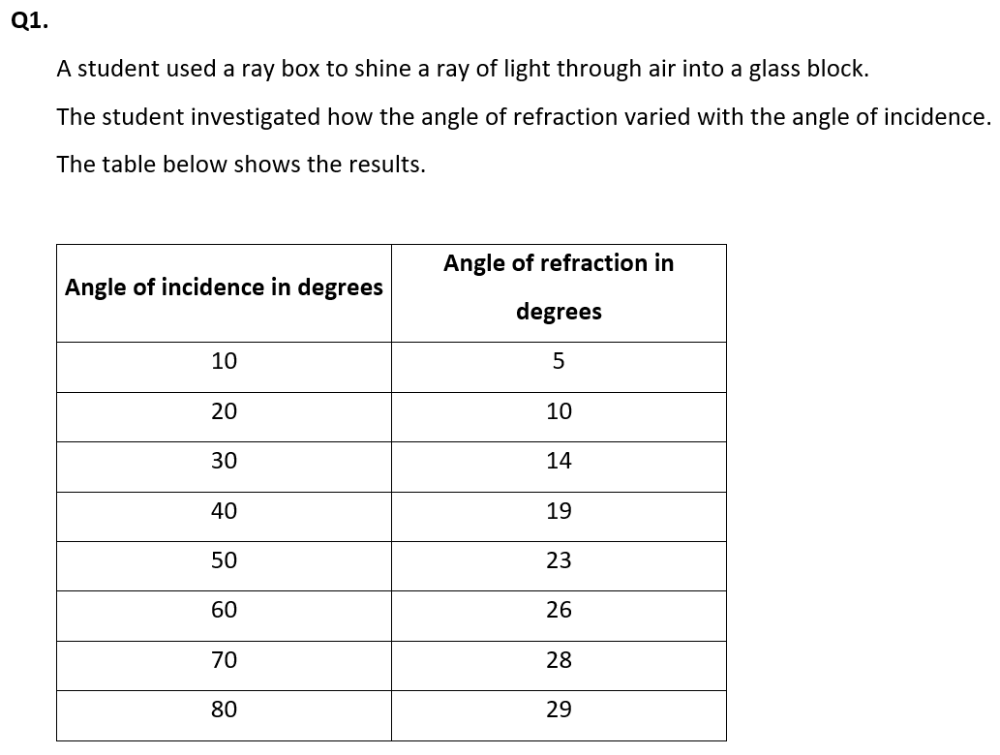 Q1.
A student used a ray box to shine a ray of light through air into a glass block.
The student investigated how the angle of refraction varied with the angle of incidence.
The table below shows the results.
Angle of incidence in degrees
Angle of refraction in
degrees
10 5
20 10
30 14
40 19
50 23
60 26
70 28
80 29